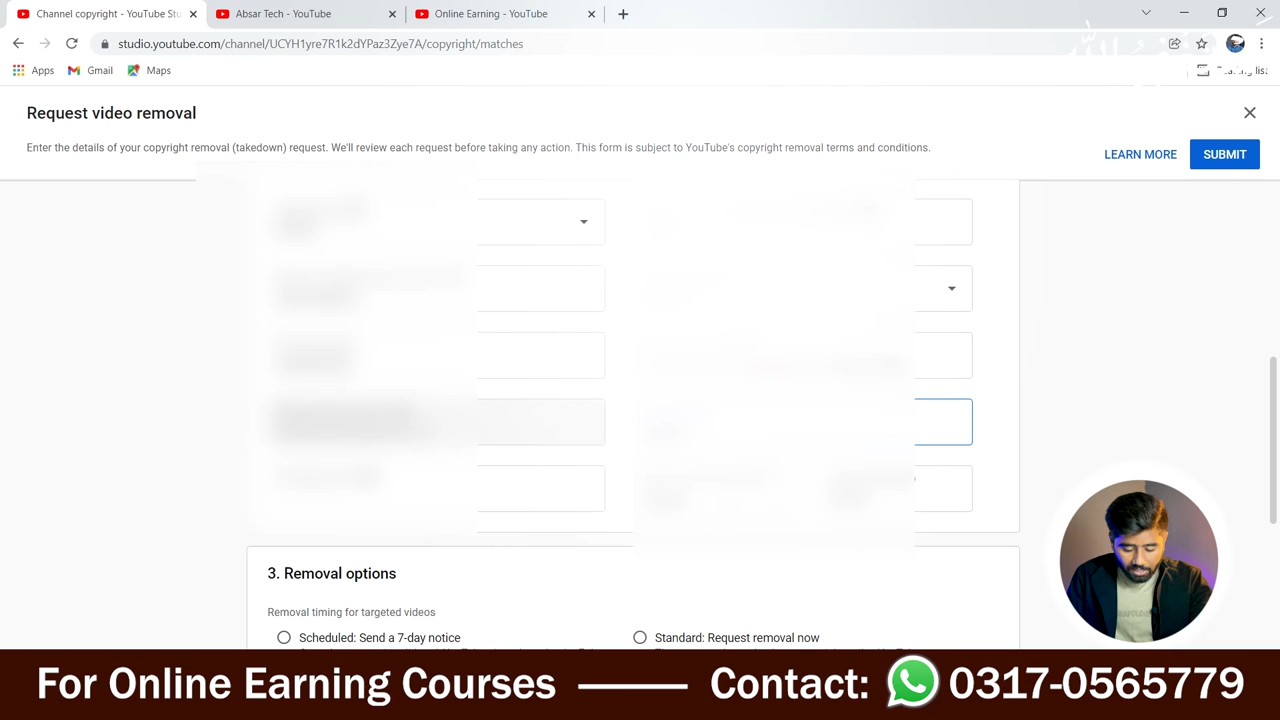 Channel copyright - YouTube Stu
Absar Tech - YouTube
Online Earning - YouTube
studio.youtube.com/channel/UCYH1yre7R1k2dYPaz3Zye7A/copyright/matches
Apps
Gmail
Maps
Request video removal
Enter the details of your copyright removal (takedown) request. We'll review each request before taking any action. This form is subject to YouTube's copyright removal terms and conditions.
LEARN MORE
SUBMIT
3. Removal options
Removal timing for targeted videos
Scheduled: Send a 7-day notice
Standard: Request removal now
For Online Earning Courses
Contact: 0317-0565779